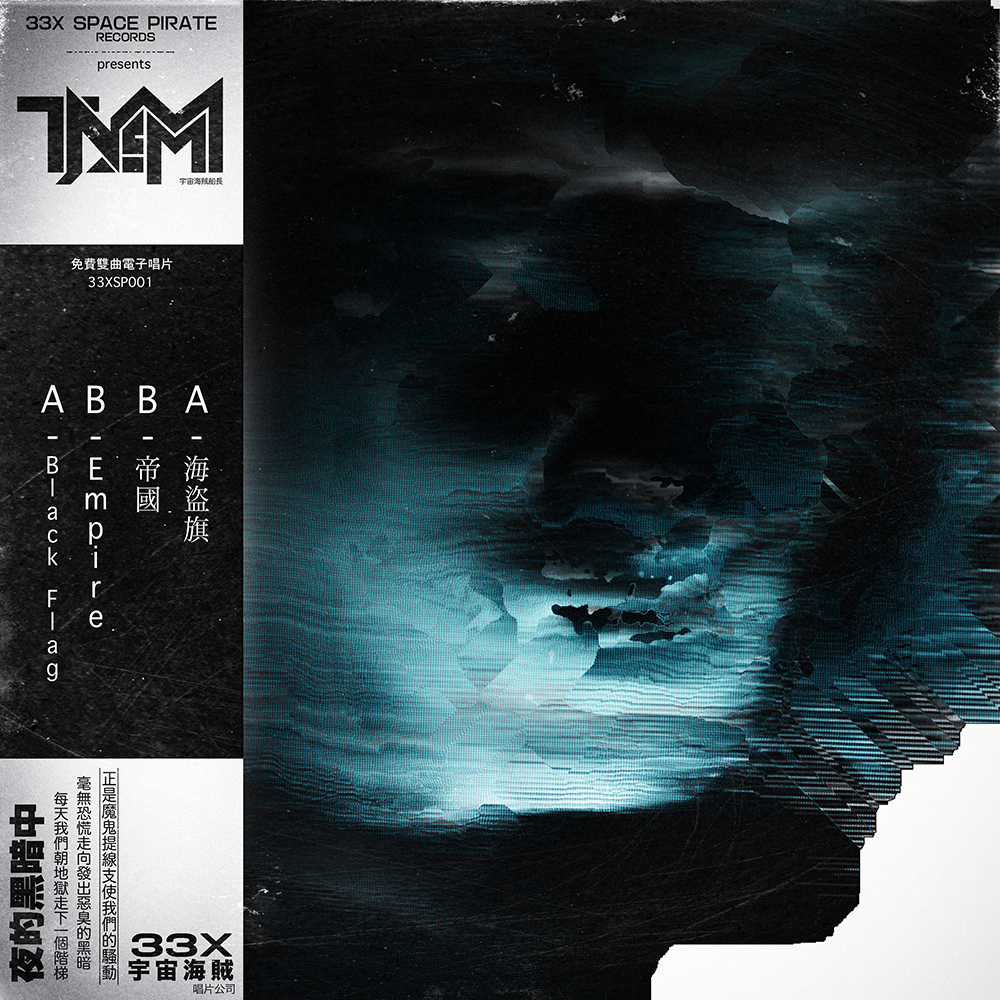 33X SPACE PIRATE
RECORDS
presents
宇宙海賊船長
免費雙曲電子唱片
33XSP001
A-Black Flag
B-Empire
B-帝國
A-海盜旗
正是魔鬼提線支使我們的騷動
毫無恐慌走向發出惡臭的黑暗
每天我們朝地獄走下一個階梯
夜的黑暗中
33X
宇宙海賊
唱片公司